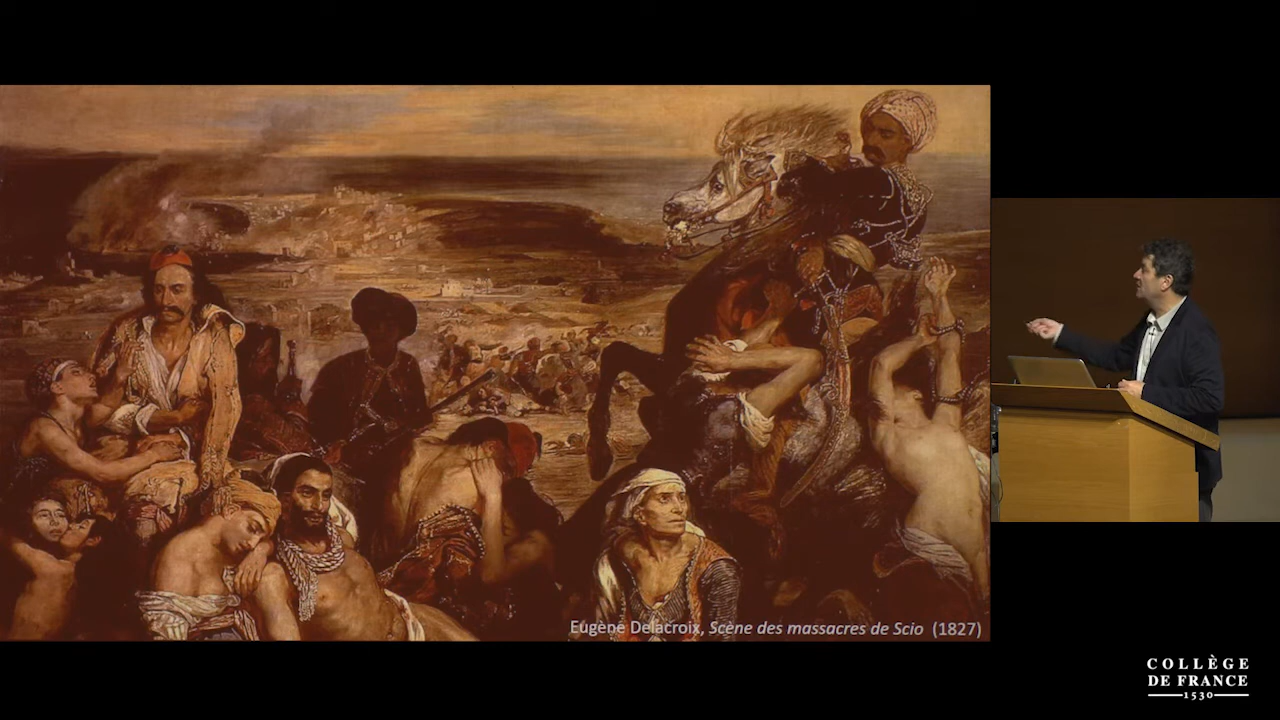 Eugène Delacroix, Scène des massacres de Scio (1827)
COLLÈGE
DE FRANCE
1530